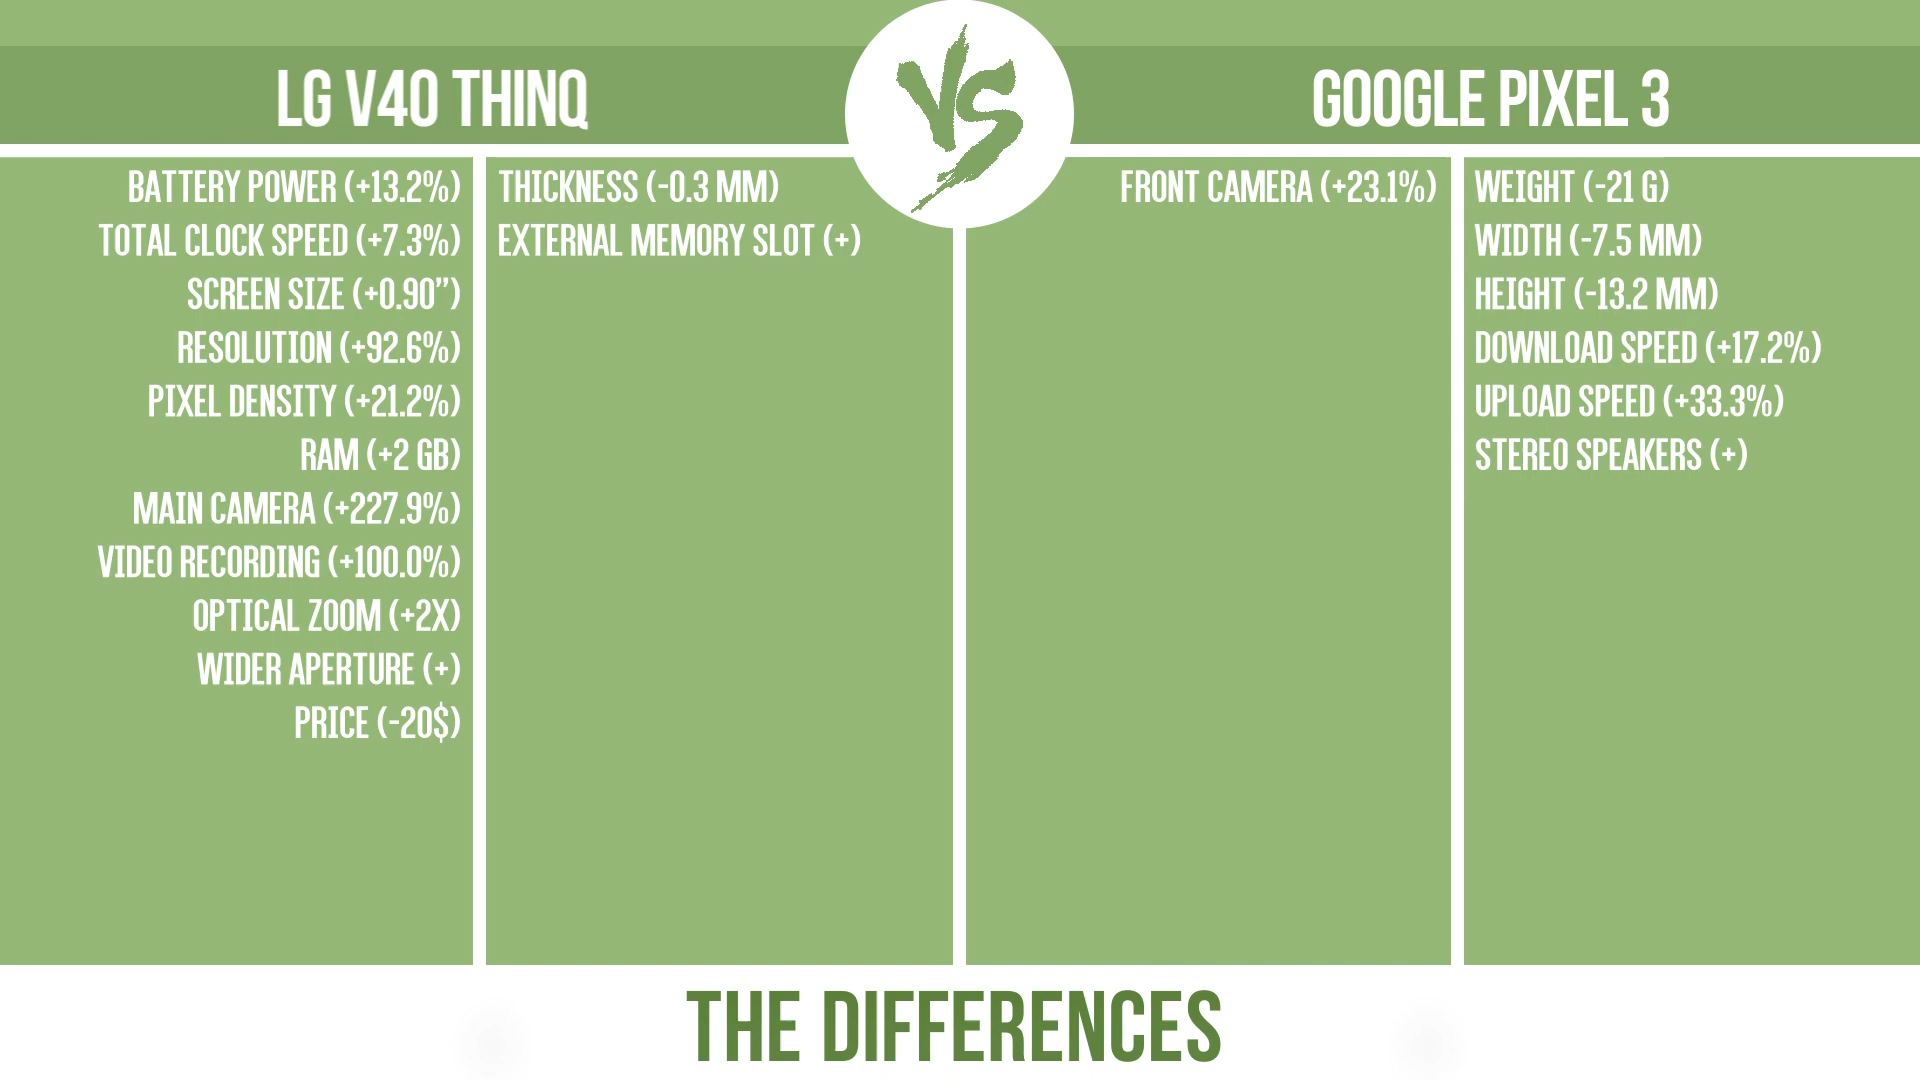 LG V40 THINQ
VS
GOOGLE PIXEL 3
BATTERY POWER (+13.2%)
TOTAL CLOCK SPEED (+7.3%)
SCREEN SIZE (+0.90”)
RESOLUTION (+92.6%)
PIXEL DENSITY (+21.2%)
RAM (+2 GB)
MAIN CAMERA (+227.9%)
VIDEO RECORDING (+100.0%)
OPTICAL ZOOM (+2X)
WIDER APERTURE (+)
PRICE (-20$)
THICKNESS (-0.3 MM)
EXTERNAL MEMORY SLOT (+)
FRONT CAMERA (+23.1%)
WEIGHT (-21 G)
WIDTH (-7.5 MM)
HEIGHT (-13.2 MM)
DOWNLOAD SPEED (+17.2%)
UPLOAD SPEED (+33.3%)
STEREO SPEAKERS (+)
THE DIFFERENCES